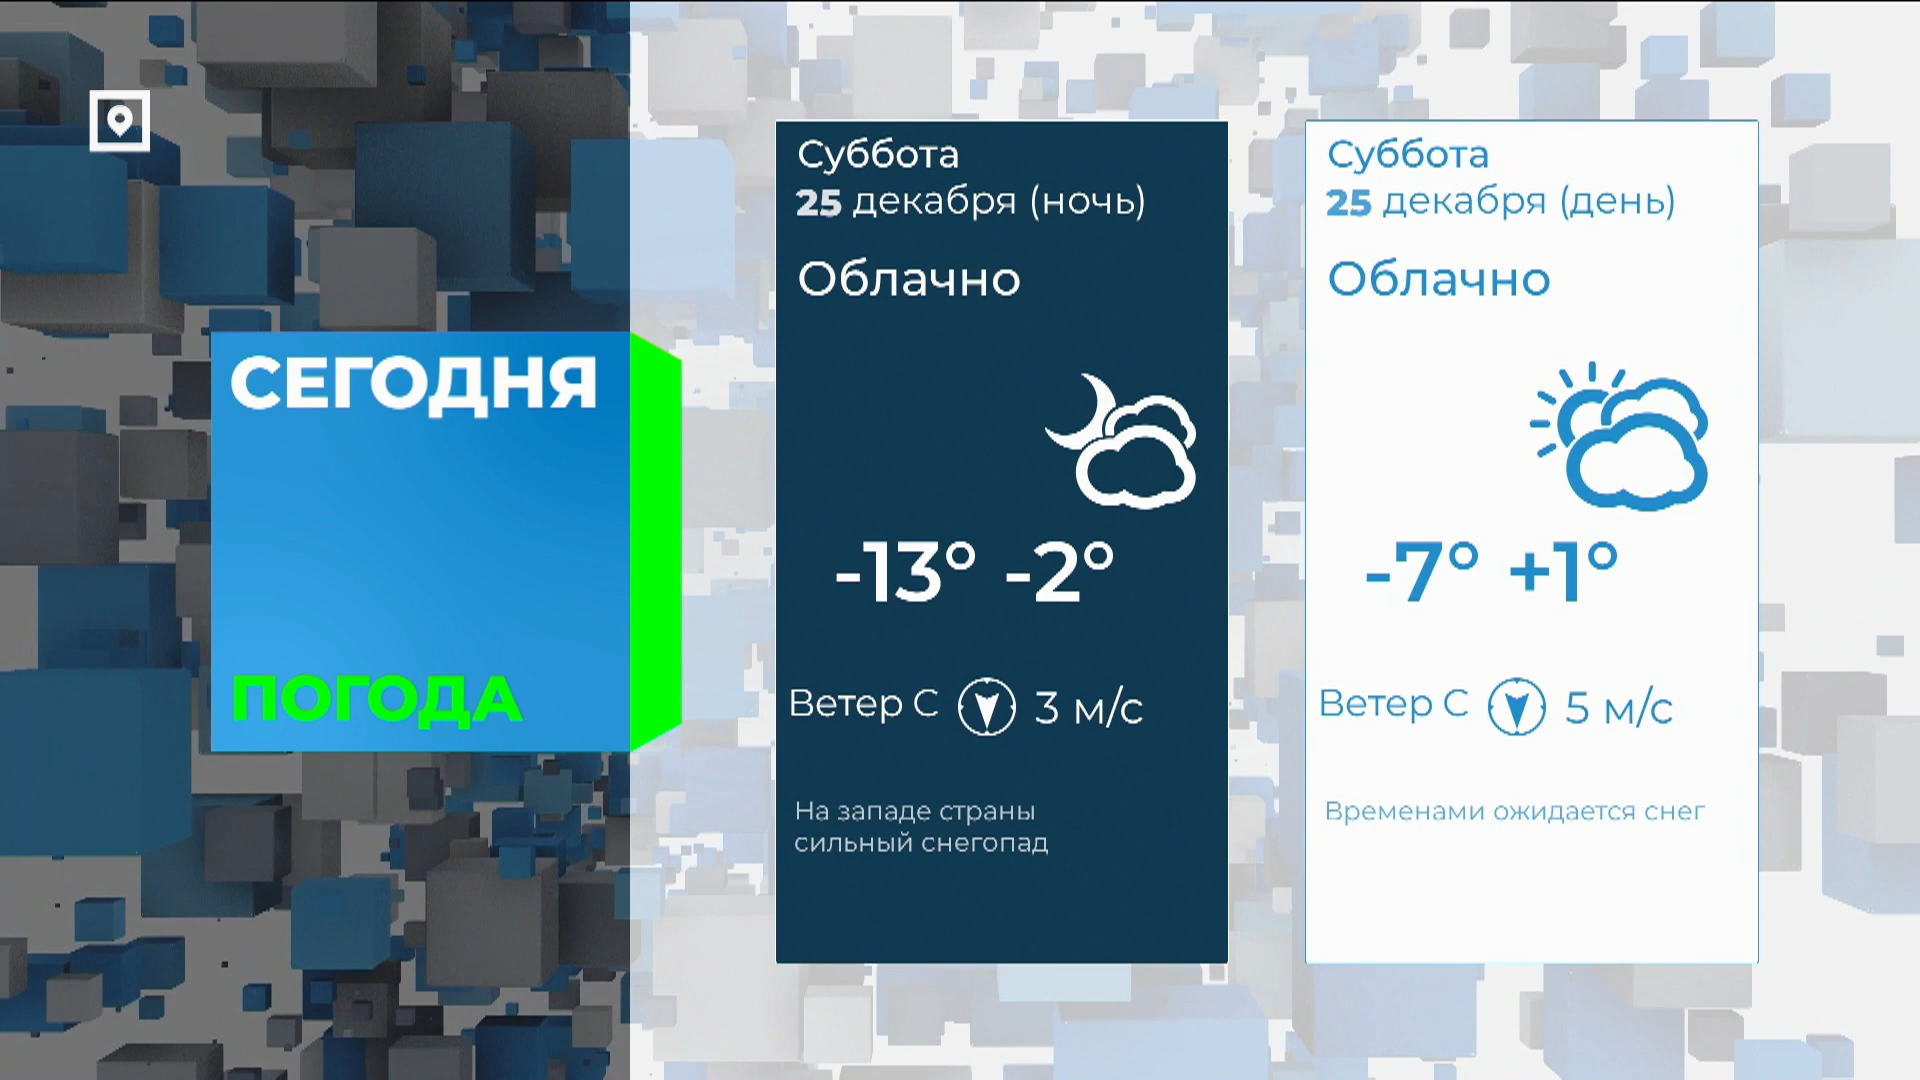 СЕГОДНЯ
ПОГОДА
Суббота
25 декабря (ночь)
Облачно
-13° -2°
Ветер С 3 м/с
На западе страны
сильный снегопад
Суббота
25 декабря (день)
Облачно
-7° +1°
Ветер С 5 м/с
Временами ожидается снег